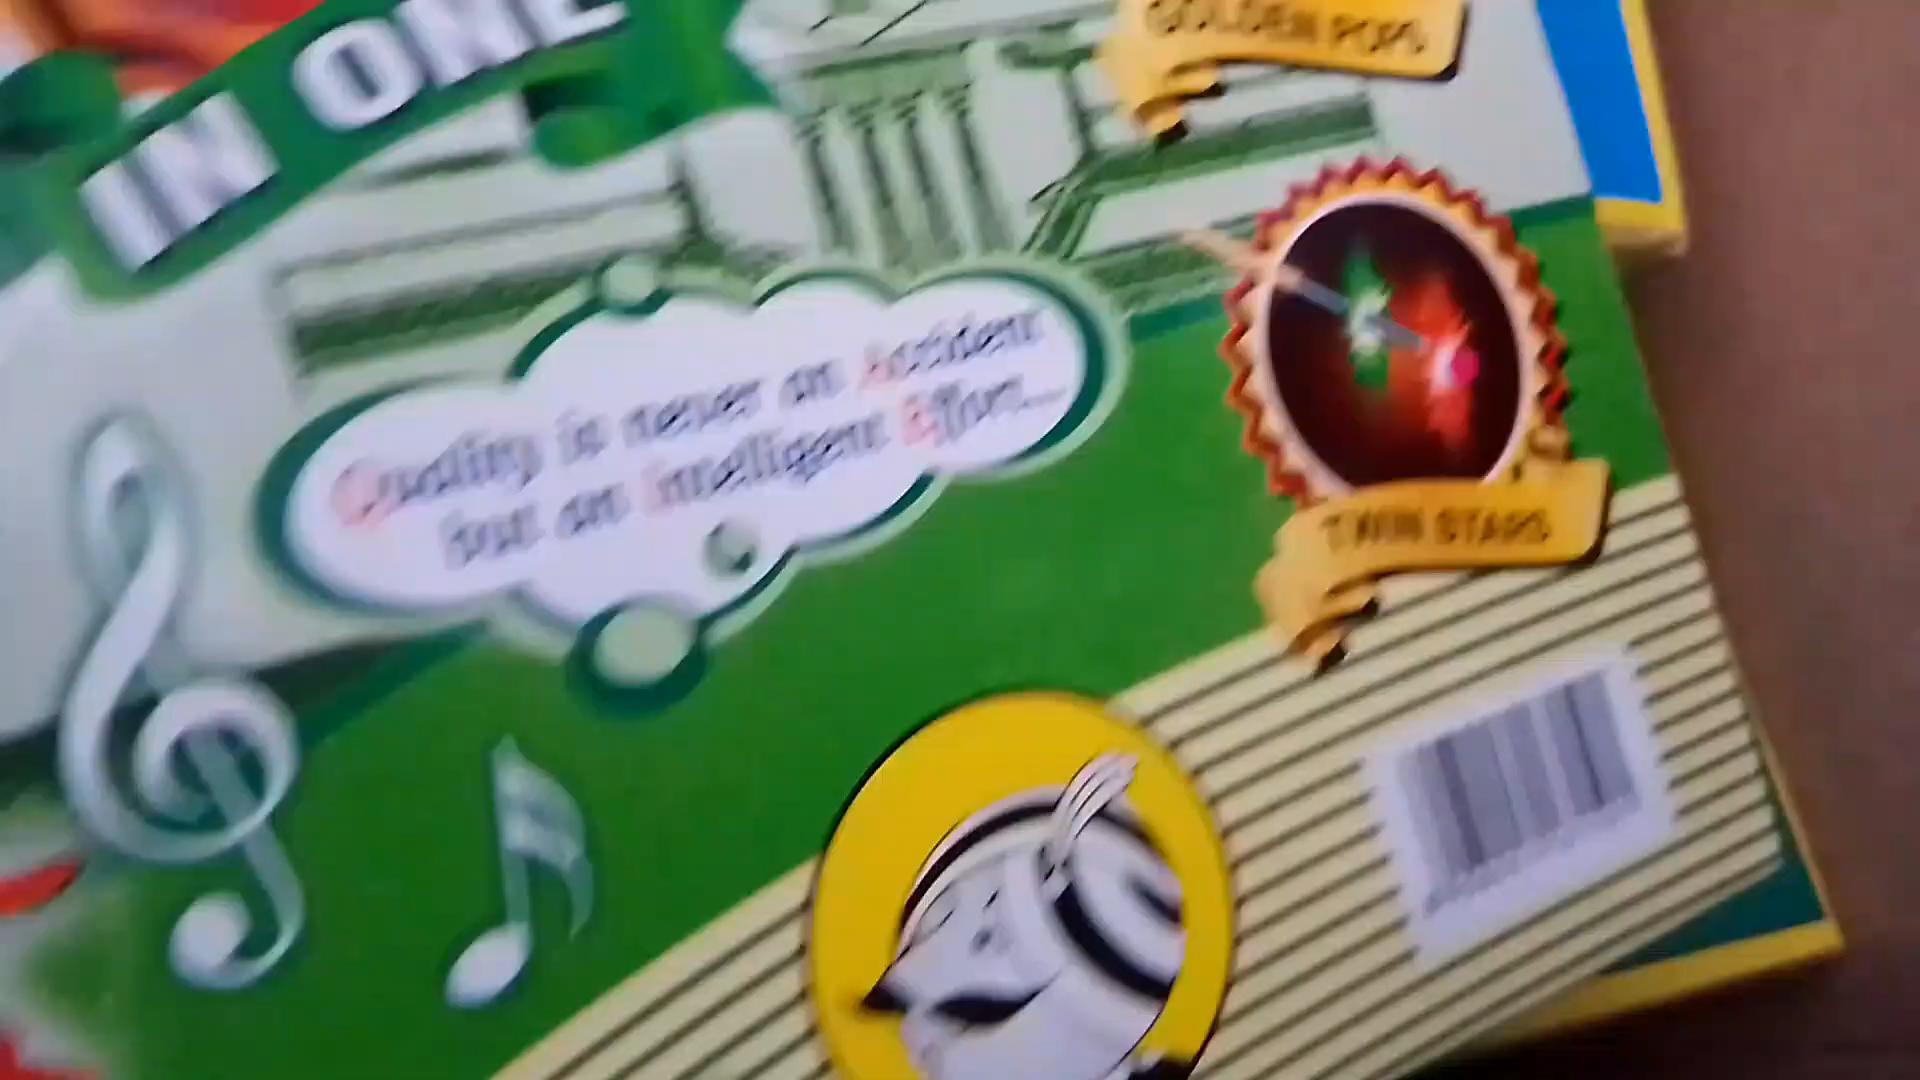 IN ONE
GOLDEN POPS
Quality is never an Accident
but an Intelligent Effort...
TWIN STARS